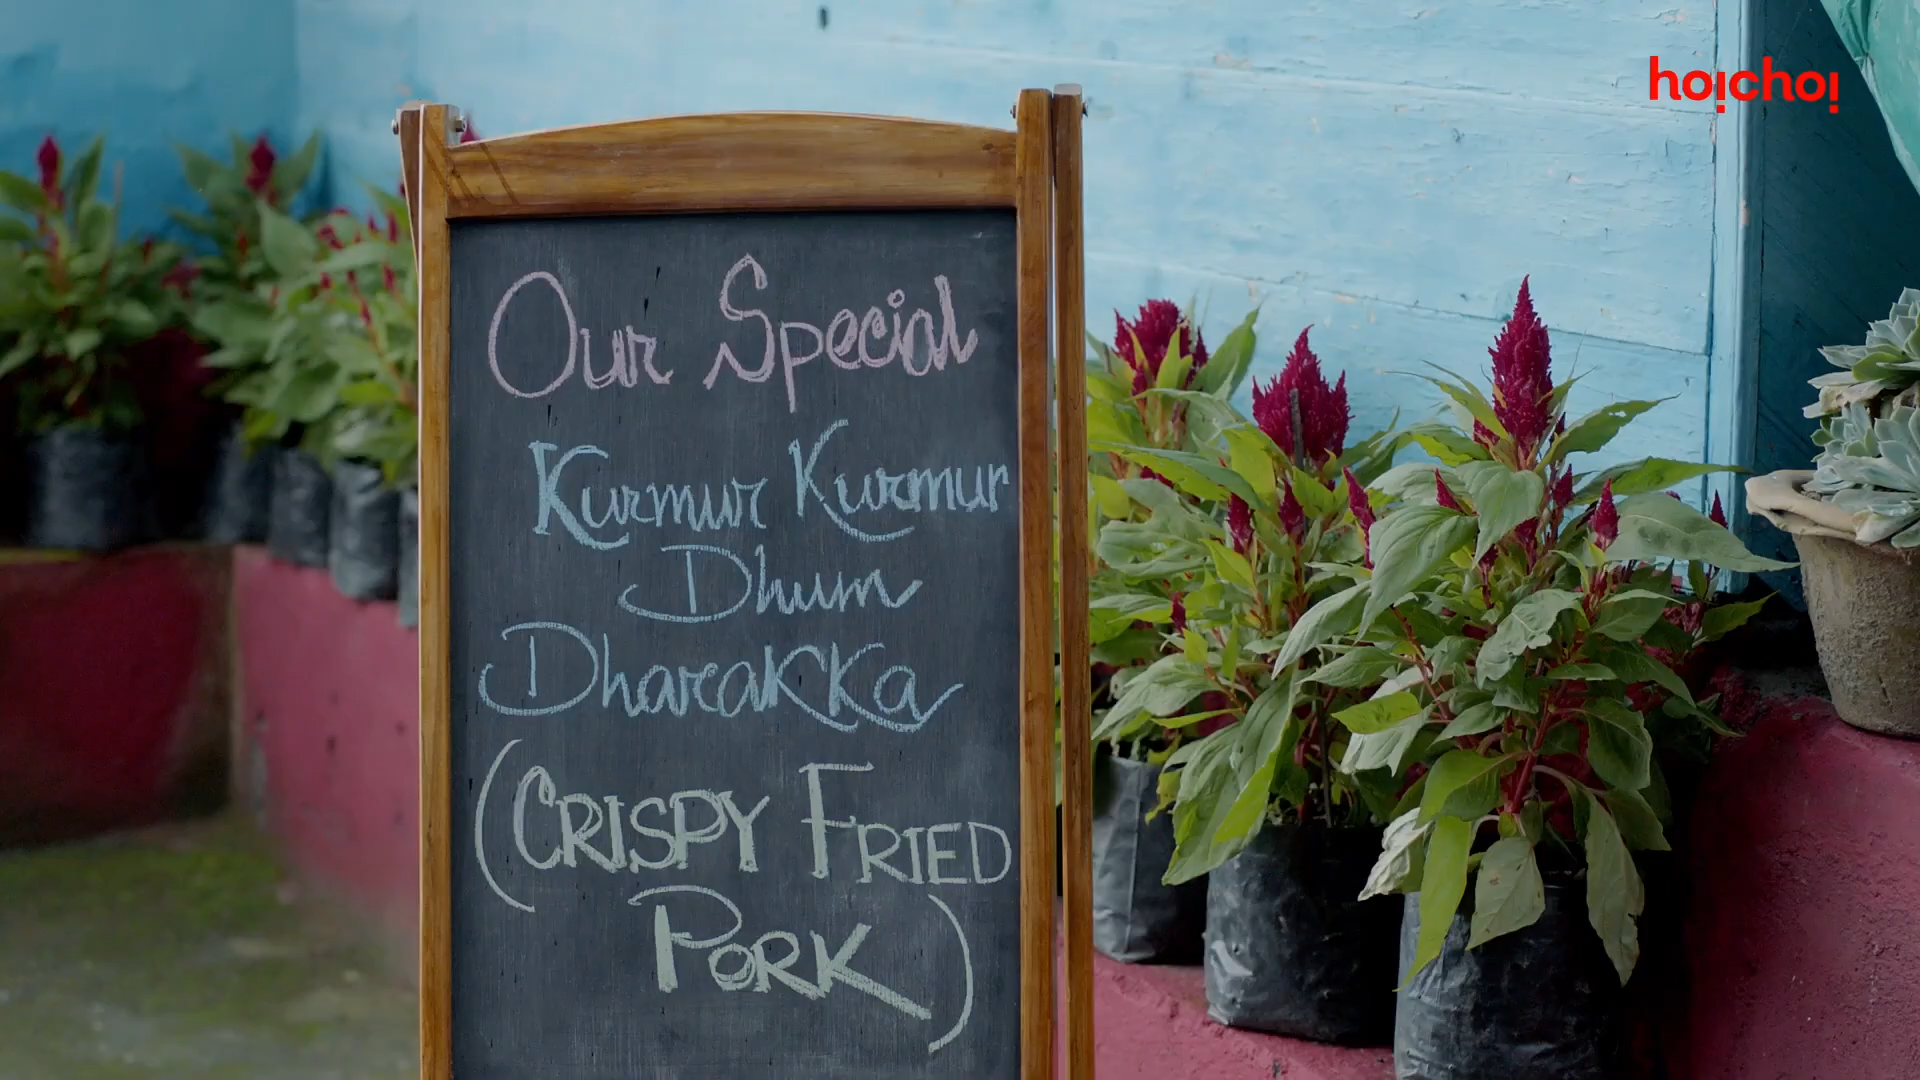 hoichoi
Our Special
Kurmur Kurmur
Dhum
Dharakka
(CRISPY FRIED
PORK)